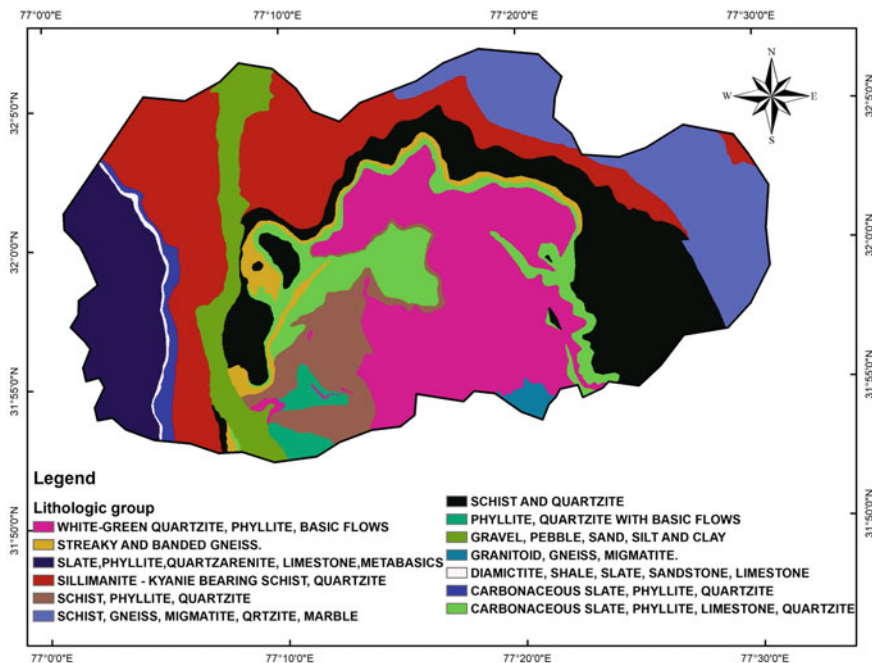 77°0'0"E 77°10'0"E 77°20'0"E 77°30'0"E
N
W E
S
32°5'0"N 32°5'0"N
32°0'0"N 32°0'0"N
31°55'0"N 31°55'0"N
31°50'0"N 31°50'0"N
Legend
Lithologic group
WHITE-GREEN QUARTZITE, PHYLLITE, BASIC FLOWS
STREAKY AND BANDED GNEISS.
SLATE,PHYLLITE,QUARTZARENITE, LIMESTONE,METABASICS
SILLIMANITE - KYANIE BEARING SCHIST, QUARTZITE
SCHIST, PHYLLITE, QUARTZITE
SCHIST, GNEISS, MIGMATITE, QRTZITE, MARBLE
SCHIST AND QUARTZITE
PHYLLITE, QUARTZITE WITH BASIC FLOWS
GRAVEL, PEBBLE, SAND, SILT AND CLAY
GRANITOID, GNEISS, MIGMATITE.
DIAMICTITE, SHALE, SLATE, SANDSTONE, LIMESTONE
CARBONACEOUS SLATE, PHYLLITE, QUARTZITE
CARBONACEOUS SLATE, PHYLLITE, LIMESTONE, QUARTZITE
77°0'0"E 77°10'0"E 77°20'0"E 77°30'0"E